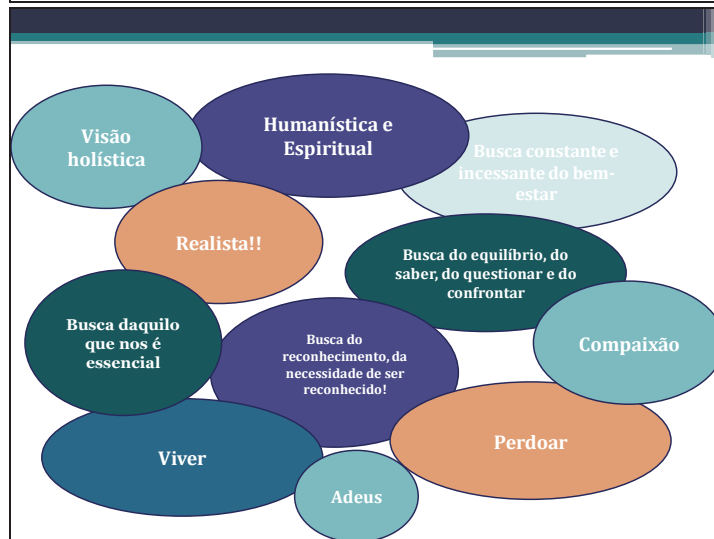 Visão
holística
Humanística e
Espiritual
Busca constante e
incessante do bem-
estar
Realista!!
Busca do equilíbrio, do
saber, do questionar e do
confrontar
Busca daquilo
que nos é
essencial
Busca do
reconhecimento, da
necessidade de ser
reconhecido!
Compaixão
Viver
Perdoar
Adeus